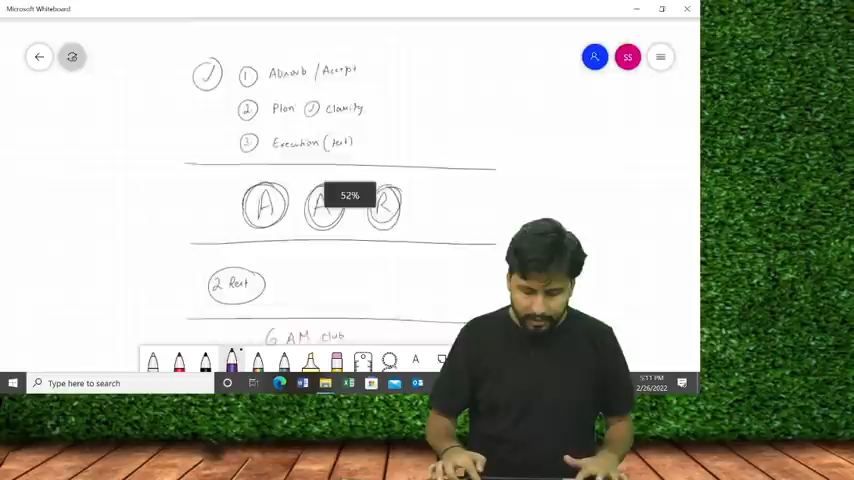 Microsoft Whiteboard
SS
1 Absorb / Accept
2 Plan clarity
3 Execution (test)
A A R
52%
2 Rest
6 AM club
A
Type here to search
5:11 PM
2/26/2022